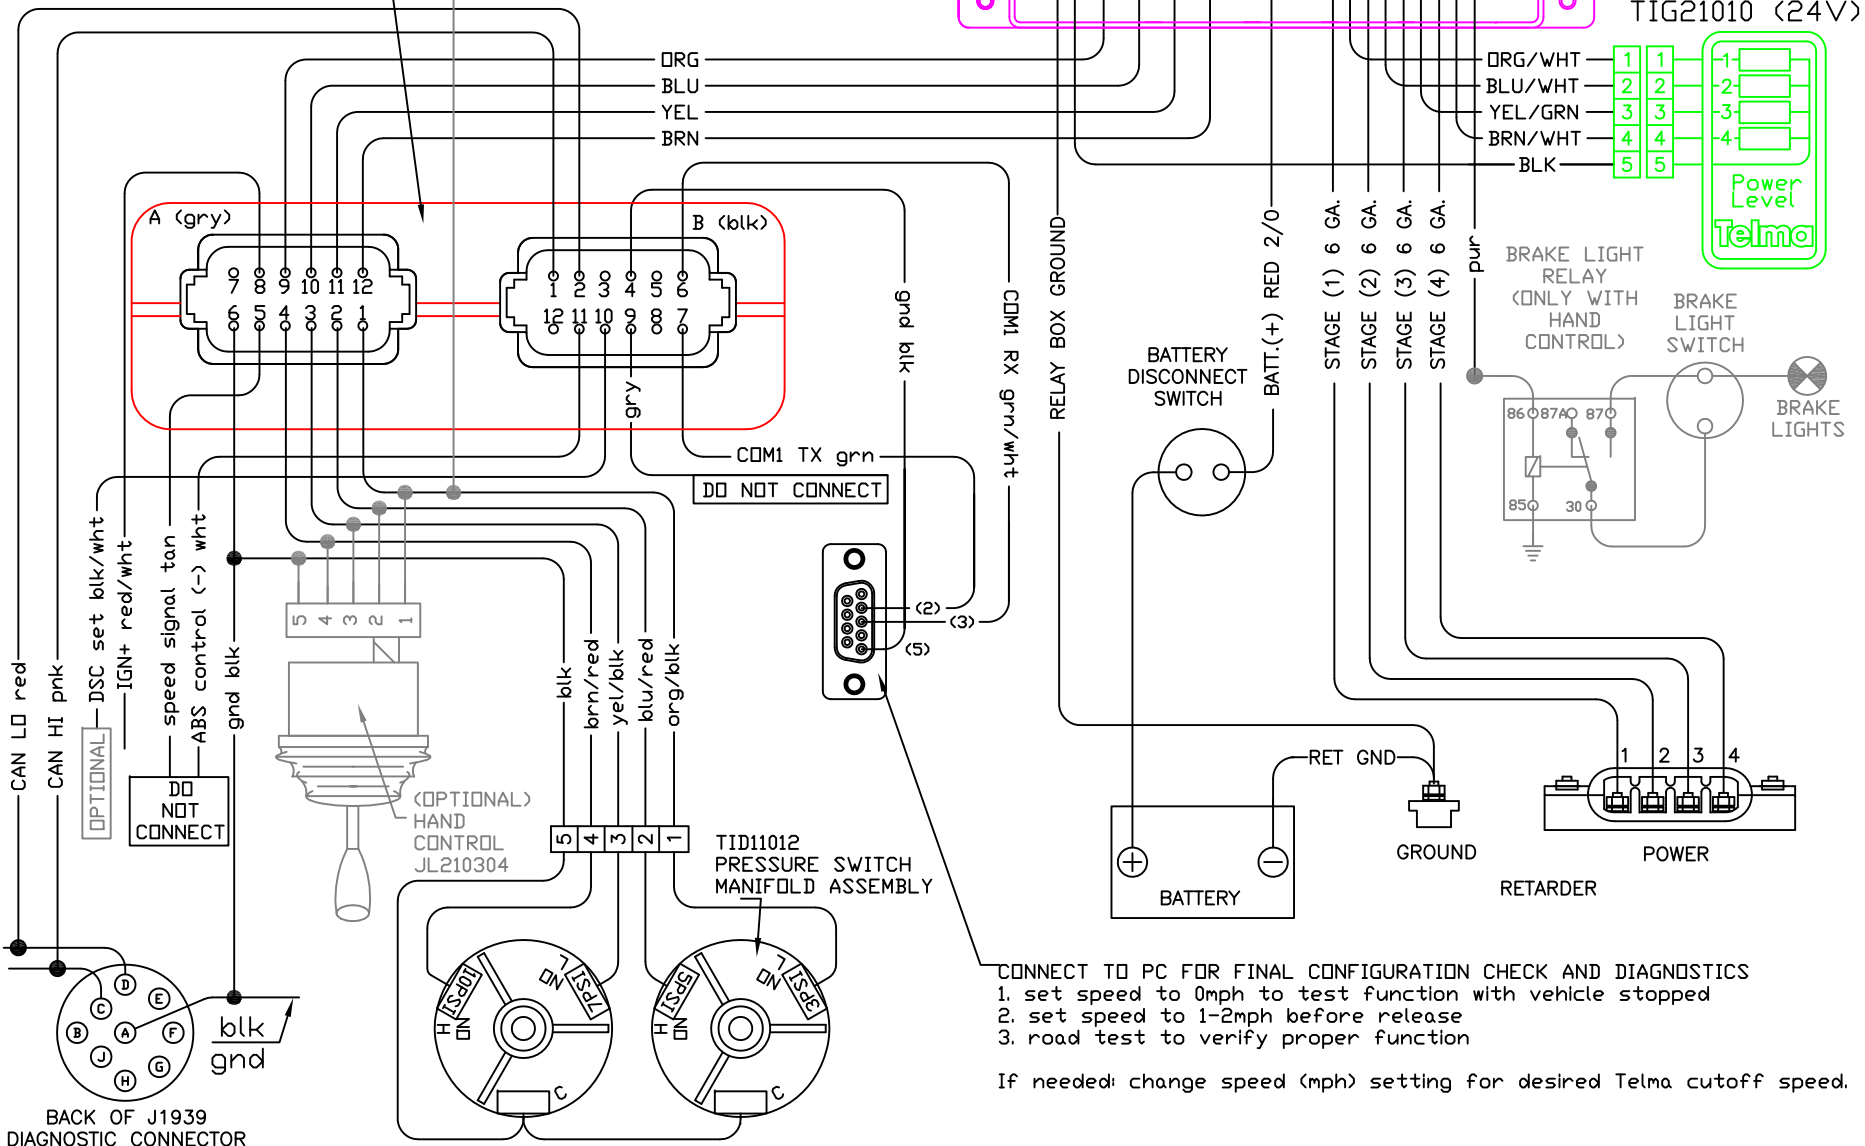 TIG21010 (24V)
ORG
BLU
YEL
BRN
ORG/WHT
BLU/WHT
YEL/GRN
BRN/WHT
BLK
1 1 1
2 2 2
3 3 3
4 4 4
5 5
Power
Level
Telma
A (gry)
7 8 9 10 11 12
6 5 4 3 2 1
B (blk)
1 2 3 4 5 6
12 11 10 9 8 7
gry
gnd blk
COM1 RX grn/wht
COM1 TX grn
DO NOT CONNECT
RELAY BOX GROUND
BATT.(+) RED 2/0
STAGE (1) 6 GA.
STAGE (2) 6 GA.
STAGE (3) 6 GA.
STAGE (4) 6 GA.
pur
BRAKE LIGHT
RELAY
(ONLY WITH
HAND
CONTROL)
BRAKE
LIGHT
SWITCH
BRAKE
LIGHTS
86 87A 87
85 30
BATTERY
DISCONNECT
SWITCH
CAN LO red
CAN HI pnk
DSC set blk/wht
OPTIONAL
IGN+ red/wht
speed signal tan
ABS control (-) wht
DO
NOT
CONNECT
gnd blk
5 4 3 2 1
(OPTIONAL)
HAND
CONTROL
JL210304
blk
brn/red
yel/blk
blu/red
org/blk
5 4 3 2 1
TID11012
PRESSURE SWITCH
MANIFOLD ASSEMBLY
10PSI
NO
H
7PSI
NO
L
C
5PSI
NO
H
3PSI
NO
L
C
(2)
(3)
(5)
RET GND
BATTERY
GROUND
1 2 3 4
POWER
RETARDER
CONNECT TO PC FOR FINAL CONFIGURATION CHECK AND DIAGNOSTICS
1. set speed to 0mph to test function with vehicle stopped
2. set speed to 1-2mph before release
3. road test to verify proper function
If needed: change speed (mph) setting for desired Telma cutoff speed.
D
E
C
B A F
J
G
H
blk
gnd
BACK OF J1939
DIAGNOSTIC CONNECTOR